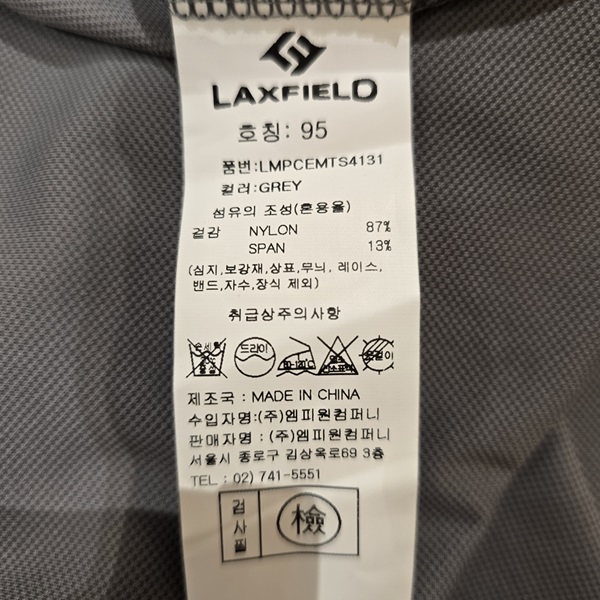 LAXFIELD
호칭: 95
품번:LMPCEMTS4131
컬러:GREY
섬유의 조성(혼용율)
겉감 NYLON 87%
SPAN 13%
(심지,보강재,상표,무늬, 레이스,
밴드,자수,장식 제외)
취급상주의사항
드라이 80-120℃
제조국 : MADE IN CHINA
수입자명:(주)엠피원컴퍼니
판매자명 : (주)엠피원컴퍼니
서울시 종로구 김상옥로69 3층
TEL : 02) 741-5551
검사필 檢